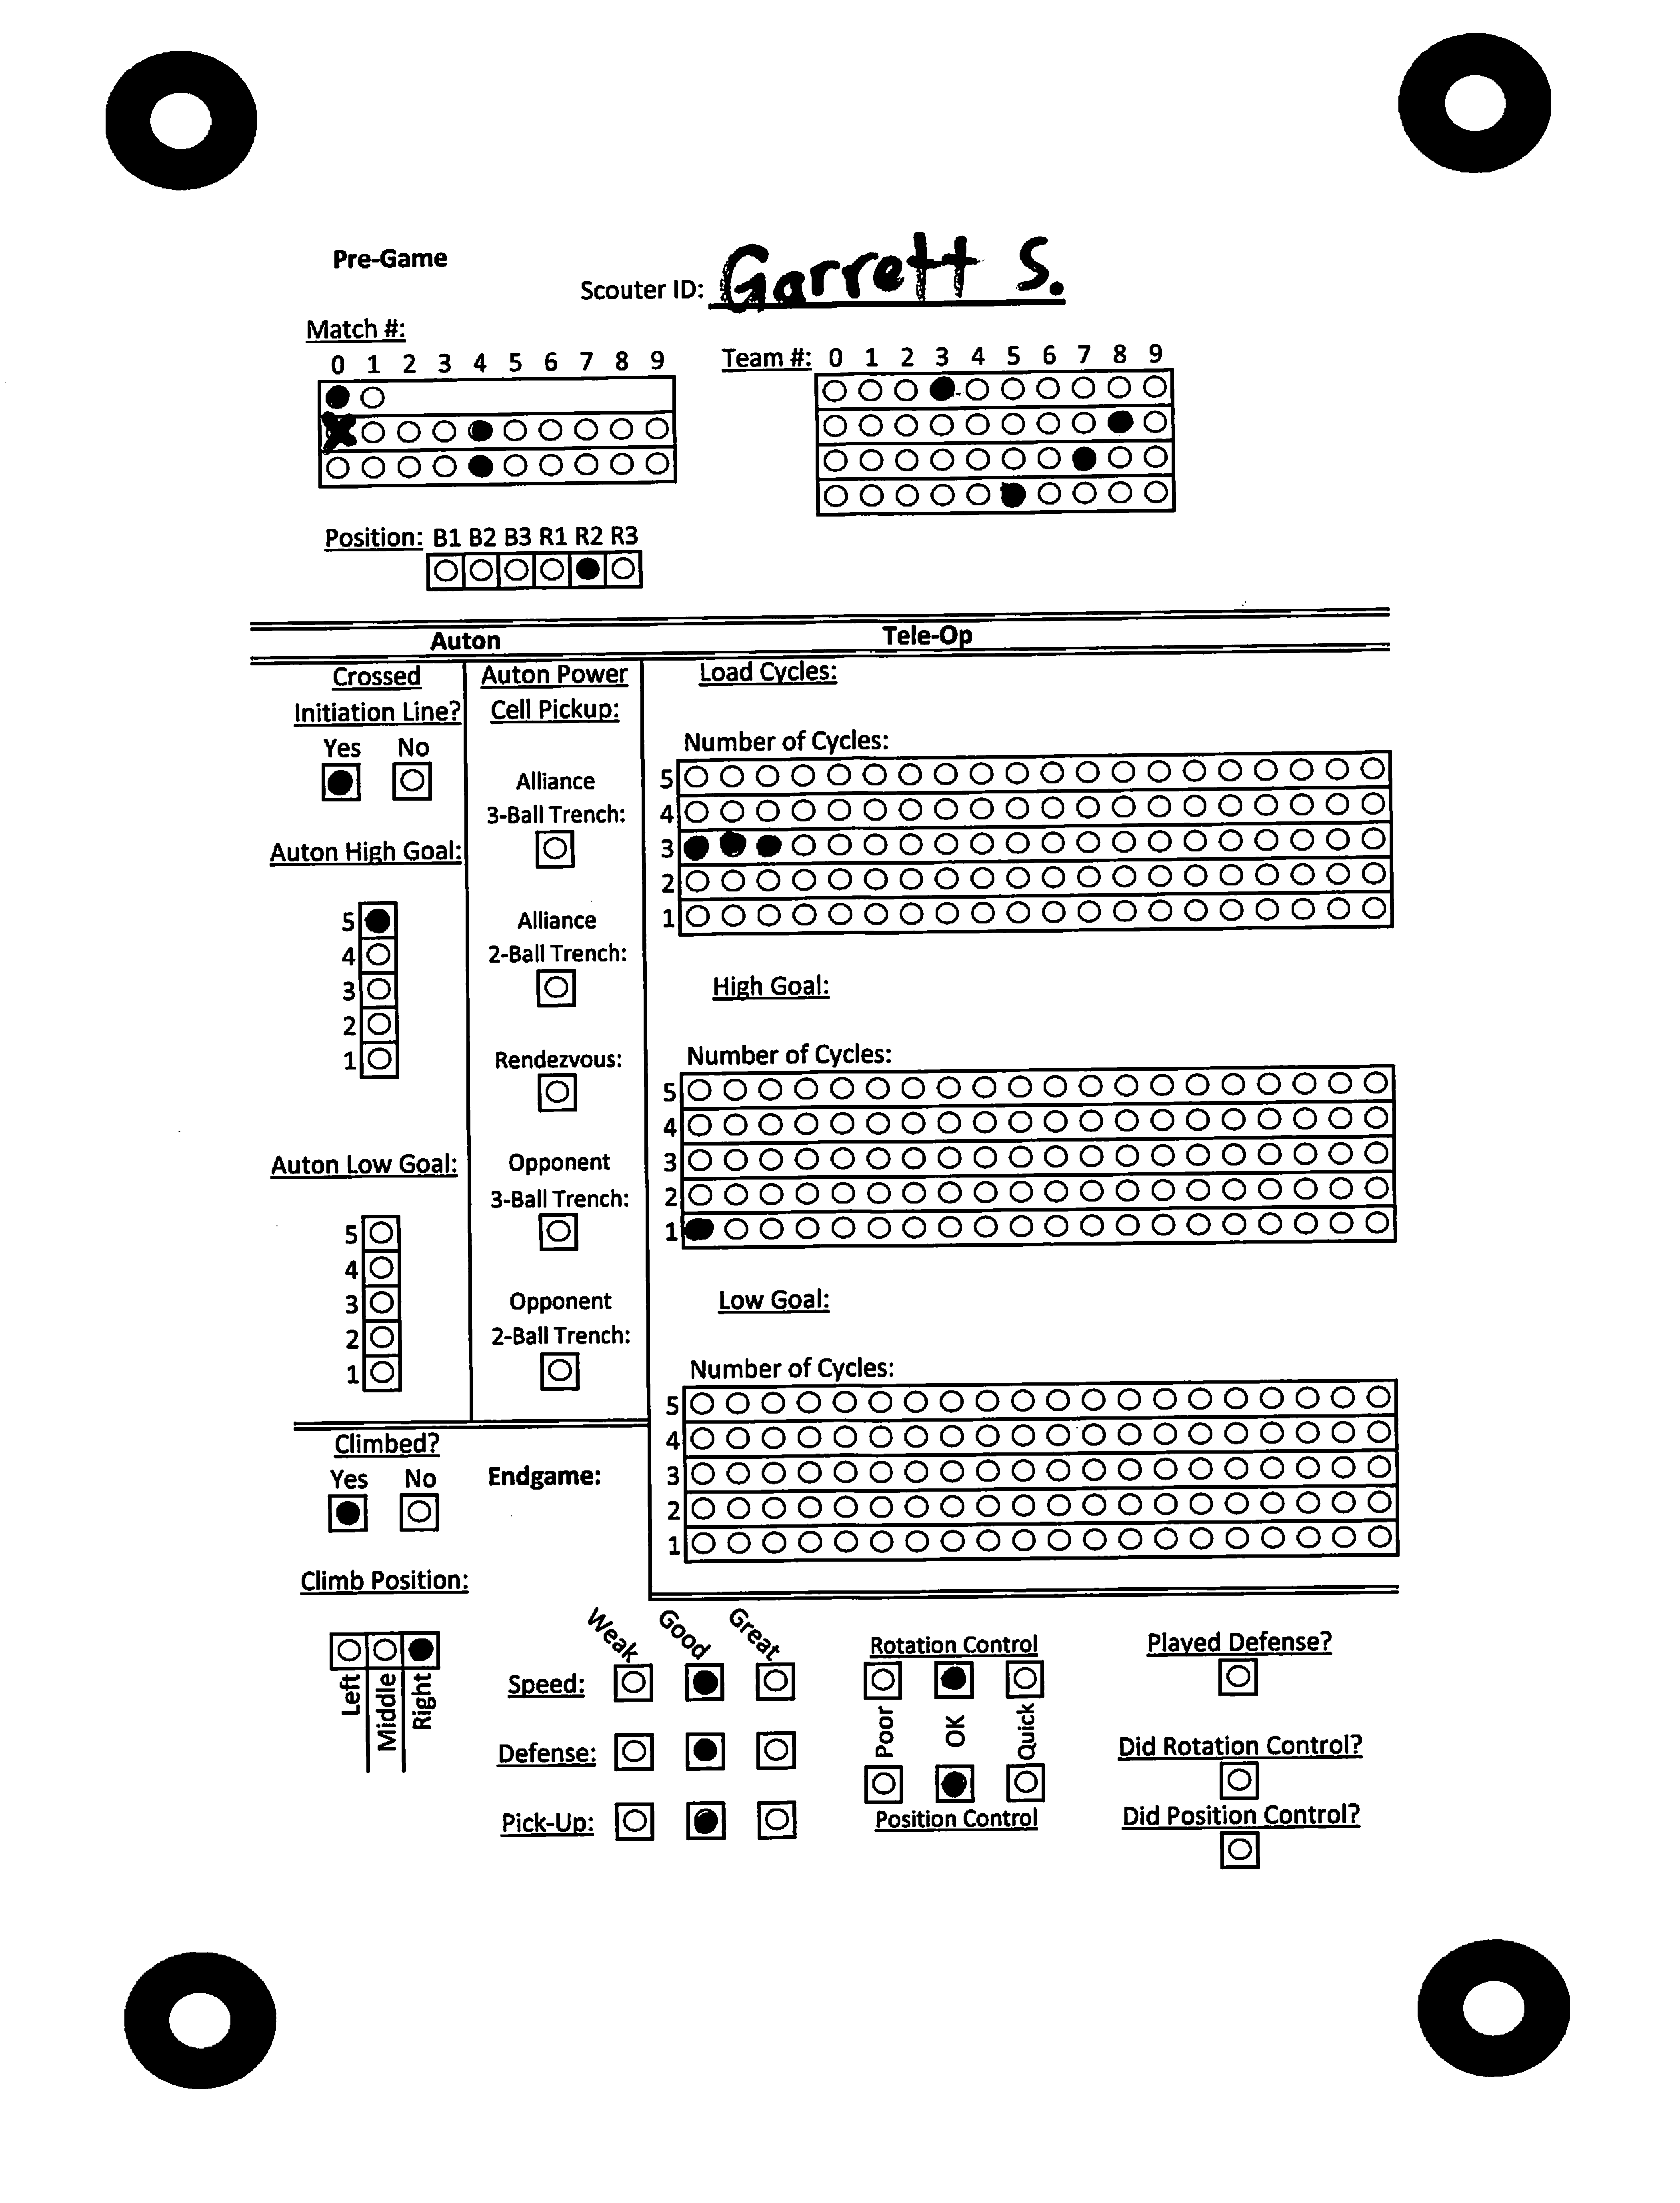 Pre-Game
Scouter ID: Garrett S.
Match #:
0 1 2 3 4 5 6 7 8 9
Team #: 0 1 2 3 4 5 6 7 8 9
Position: B1 B2 B3 R1 R2 R3
Auton
Tele-Op
Crossed
Initiation Line?
Yes No
Auton High Goal:
5
4
3
2
1
Auton Low Goal:
5
4
3
2
1
Auton Power
Cell Pickup:
Alliance
3-Ball Trench:
Alliance
2-Ball Trench:
Rendezvous:
Opponent
3-Ball Trench:
Opponent
2-Ball Trench:
Load Cycles:
Number of Cycles:
5
4
3
2
1
High Goal:
Number of Cycles:
5
4
3
2
1
Low Goal:
Number of Cycles:
5
4
3
2
1
Climbed?
Yes No
Endgame:
Climb Position:
Left
Middle
Right
Weak Good Great
Speed:
Defense:
Pick-Up:
Rotation Control
Poor OK Quick
Position Control
Played Defense?
Did Rotation Control?
Did Position Control?